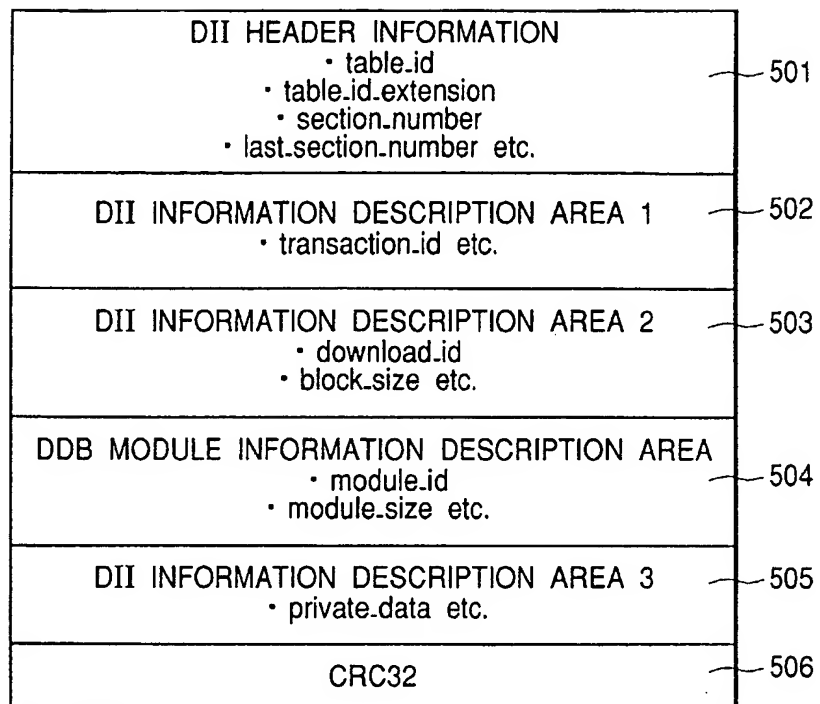 DII HEADER INFORMATION
・table_id
・table_id_extension
・section_number
・last_section_number etc.
501
DII INFORMATION DESCRIPTION AREA 1
・transaction_id etc.
502
DII INFORMATION DESCRIPTION AREA 2
・download_id
・block_size etc.
503
DDB MODULE INFORMATION DESCRIPTION AREA
・module_id
・module_size etc.
504
DII INFORMATION DESCRIPTION AREA 3
・private_data etc.
505
CRC32
506